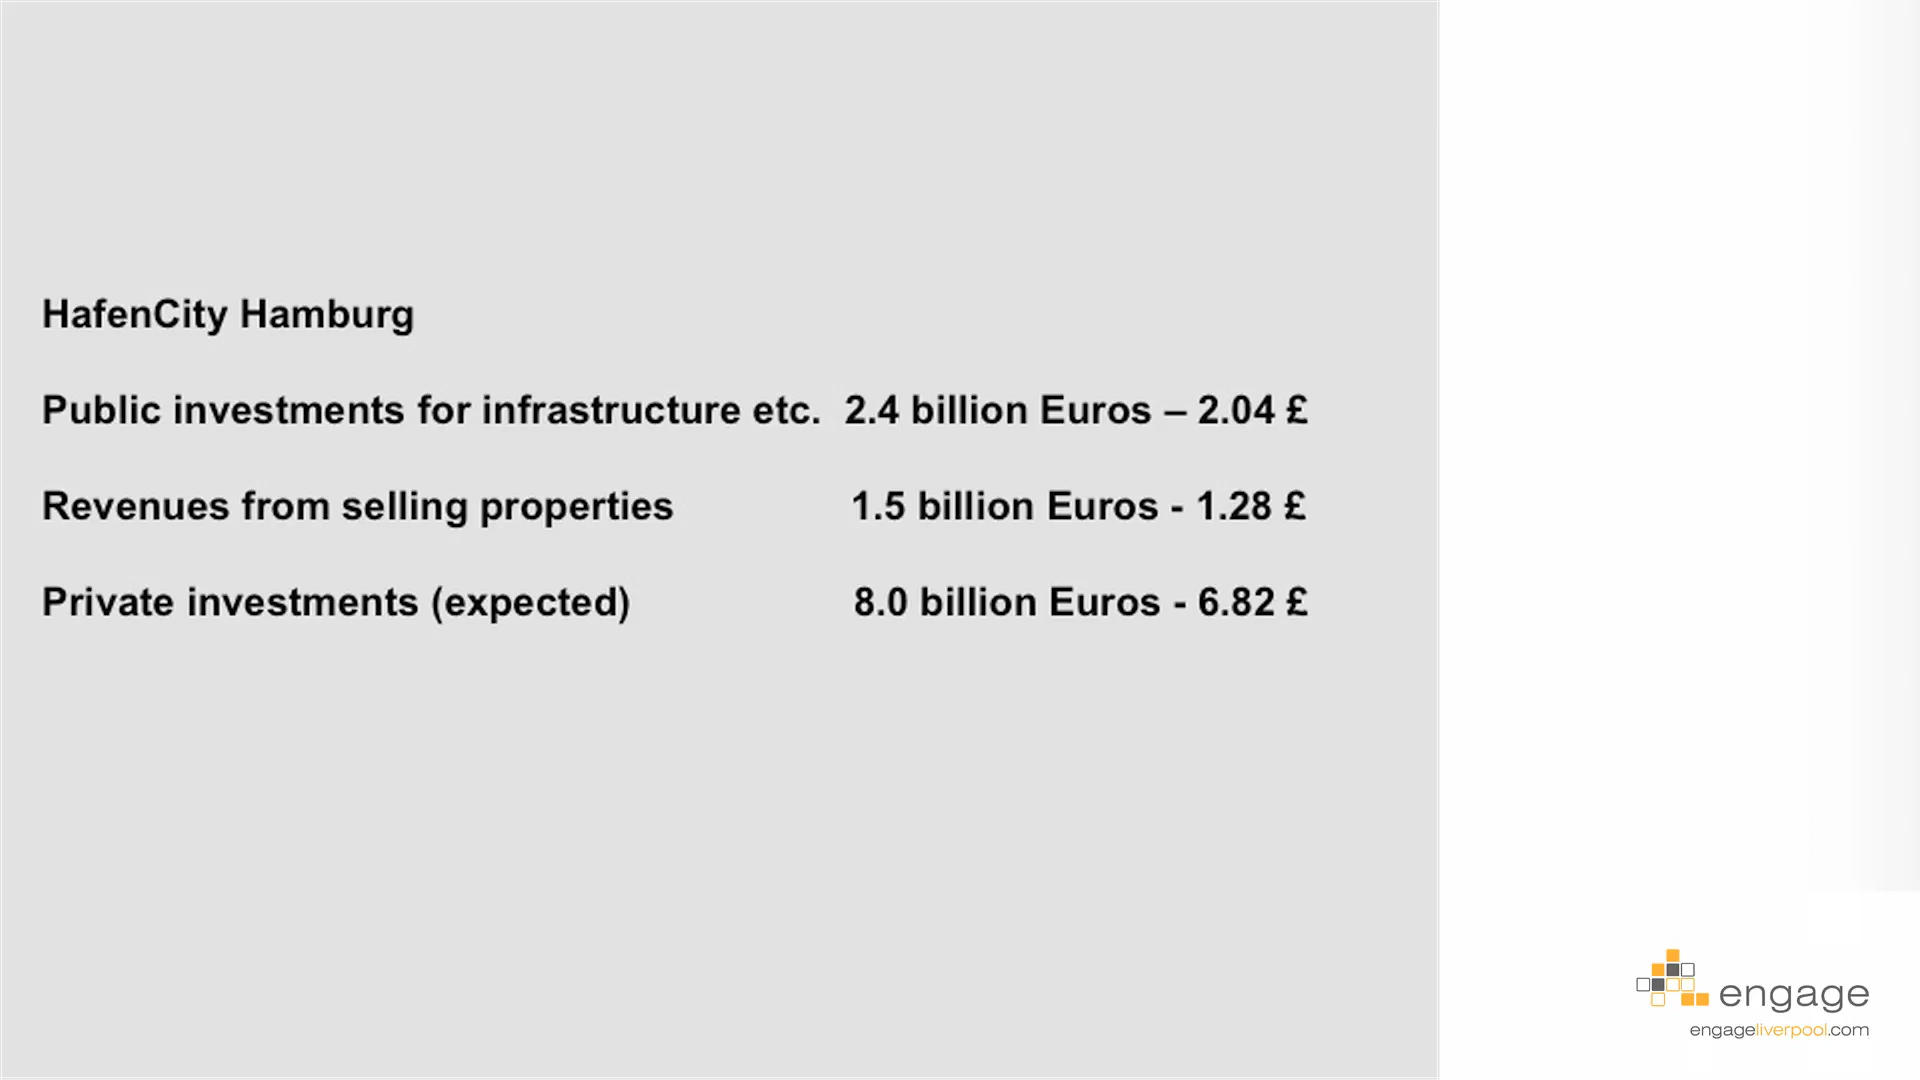 HafenCity Hamburg
Public investments for infrastructure etc. 2.4 billion Euros – 2.04 £
Revenues from selling properties 1.5 billion Euros - 1.28 £
Private investments (expected) 8.0 billion Euros - 6.82 £
engage
engageliverpool.com